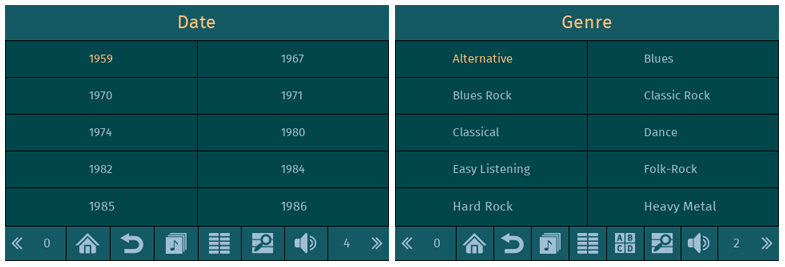 Date
1959 1967
1970 1971
1974 1980
1982 1984
1985 1986
0 4
Genre
Alternative Blues
Blues Rock Classic Rock
Classical Dance
Easy Listening Folk-Rock
Hard Rock Heavy Metal
0 A B C D 2